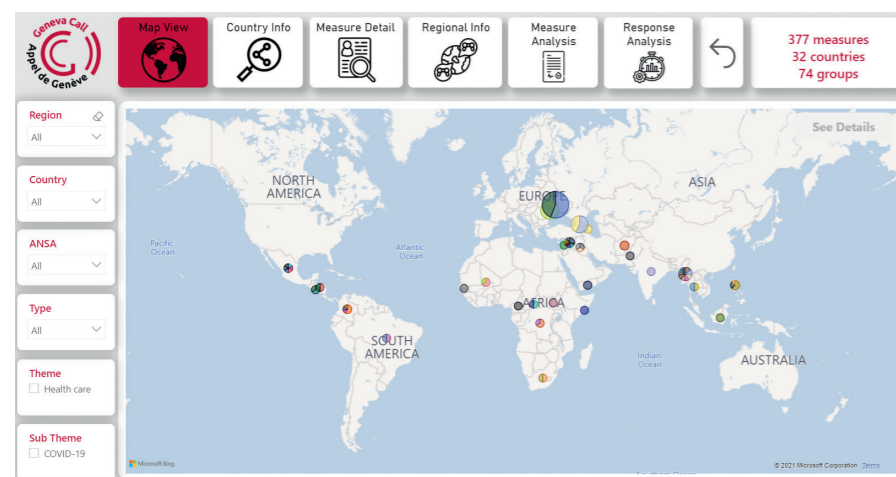 Geneva Call
Appel de Genève
Map View
Country Info
Measure Detail
Regional Info
Measure
Analysis
Response
Analysis
377 measures
32 countries
74 groups
Region
All
Country
All
ANSA
All
Type
All
Theme
Health care
Sub Theme
COVID-19
See Details
NORTH
AMERICA
EUROPE
ASIA
Pacific
Ocean
Atlantic
Ocean
AFRICA
SOUTH
AMERICA
Indian
Ocean
AUSTRALIA
Microsoft Bing
© 2021 Microsoft Corporation Terms